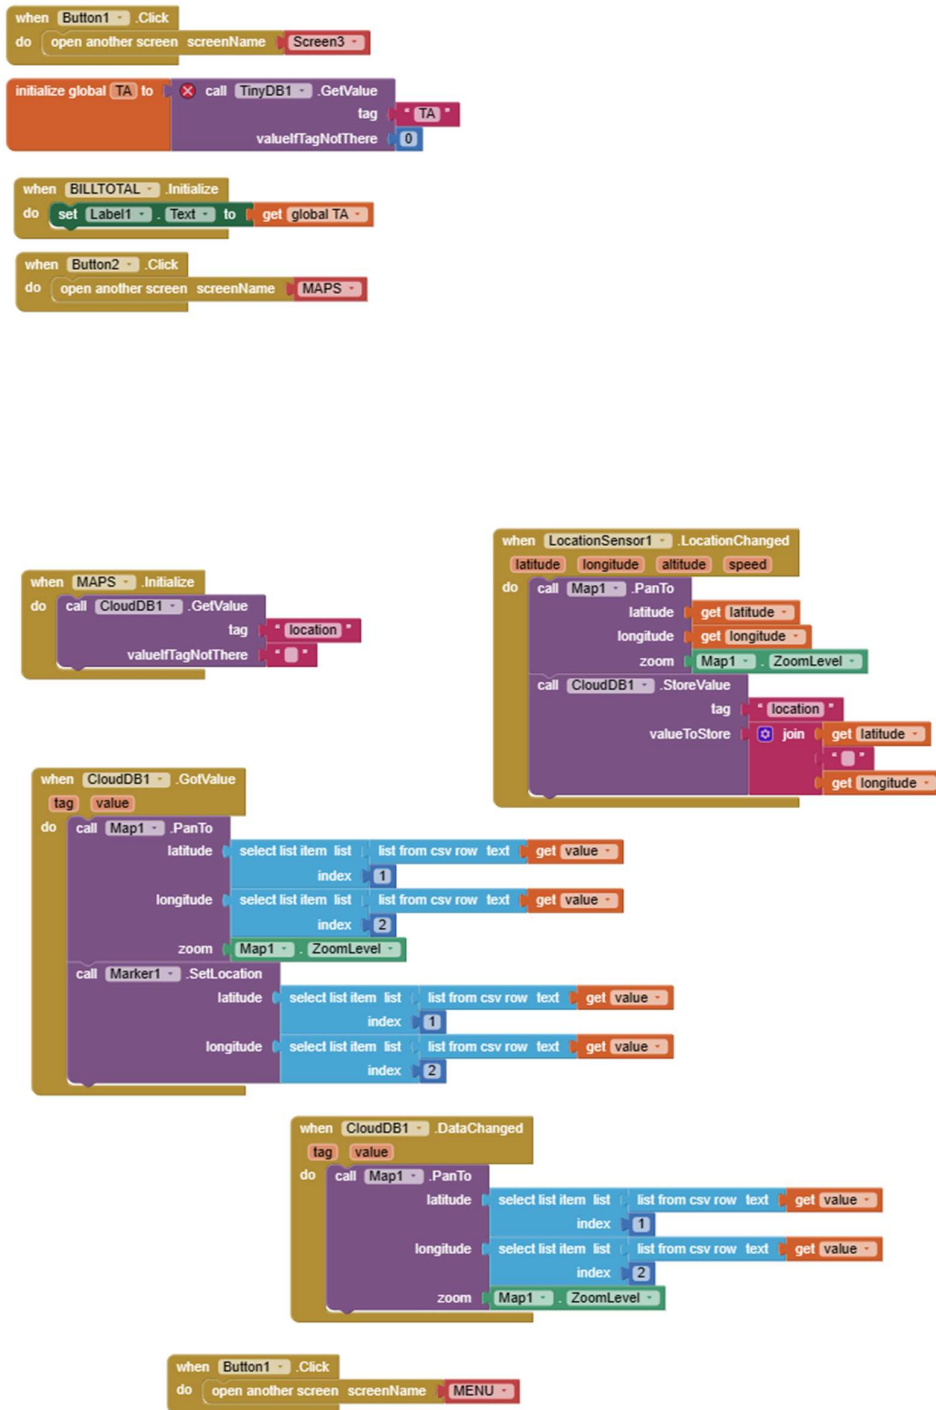 when Button1 .Click
do open another screen screenName Screen3
initialize global TA to call TinyDB1 .GetValue
tag " TA "
valueIfTagNotThere 0
when BILLTOTAL .Initialize
do set Label1 . Text to get global TA
when Button2 .Click
do open another screen screenName MAPS
when LocationSensor1 .LocationChanged
latitude longitude altitude speed
do call Map1 .PanTo
latitude get latitude
longitude get longitude
zoom Map1 . ZoomLevel
call CloudDB1 .StoreValue
tag " location "
valueToStore join get latitude
" "
get longitude
when MAPS .Initialize
do call CloudDB1 .GetValue
tag " location "
valueIfTagNotThere " "
when CloudDB1 .GotValue
tag value
do call Map1 .PanTo
latitude select list item list list from csv row text get value
index 1
longitude select list item list list from csv row text get value
index 2
zoom Map1 . ZoomLevel
call Marker1 .SetLocation
latitude select list item list list from csv row text get value
index 1
longitude select list item list list from csv row text get value
index 2
when CloudDB1 .DataChanged
tag value
do call Map1 .PanTo
latitude select list item list list from csv row text get value
index 1
longitude select list item list list from csv row text get value
index 2
zoom Map1 . ZoomLevel
when Button1 .Click
do open another screen screenName MENU